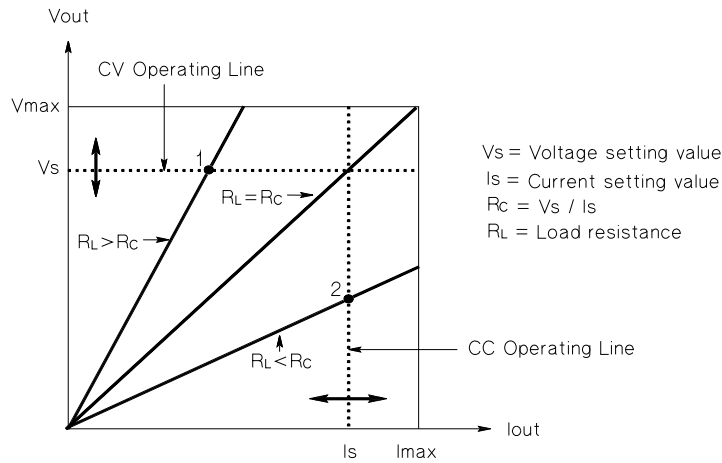 Vout
CV Operating Line
Vmax
Vs
1
RL=RC
RL>RC
2
RL<RC
CC Operating Line
Iout
Is
Imax
Vs = Voltage setting value
Is = Current setting value
RC = Vs / Is
RL = Load resistance